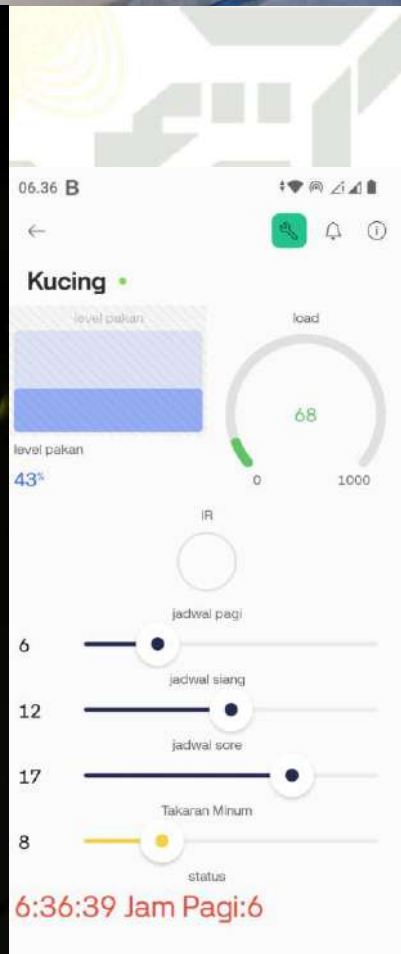 06.36 B
Kucing
level pakan
load
68
level pakan
43%
0 1000
IR
jadwal pagi
6
jadwal siang
12
jadwal sore
17
Takaran Minum
8
status
6:36:39 Jam Pagi:6